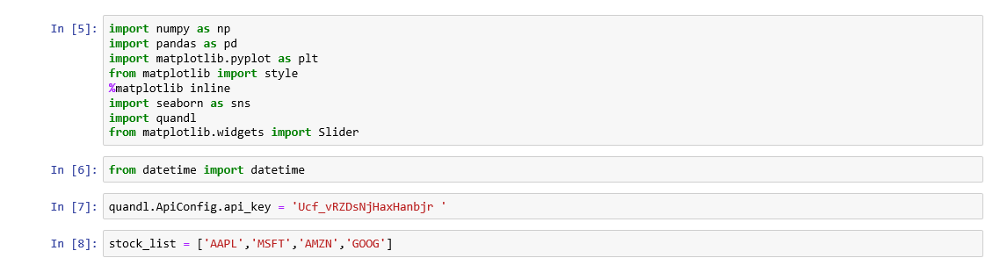 In [5]: import numpy as np
import pandas as pd
import matplotlib.pyplot as plt
from matplotlib import style
%matplotlib inline
import seaborn as sns
import quandl
from matplotlib.widgets import Slider
In [6]: from datetime import datetime
In [7]: quandl.ApiConfig.api_key = 'Ucf_vRZDsNjHaxHanbjr '
In [8]: stock_list = ['AAPL','MSFT','AMZN','GOOG']